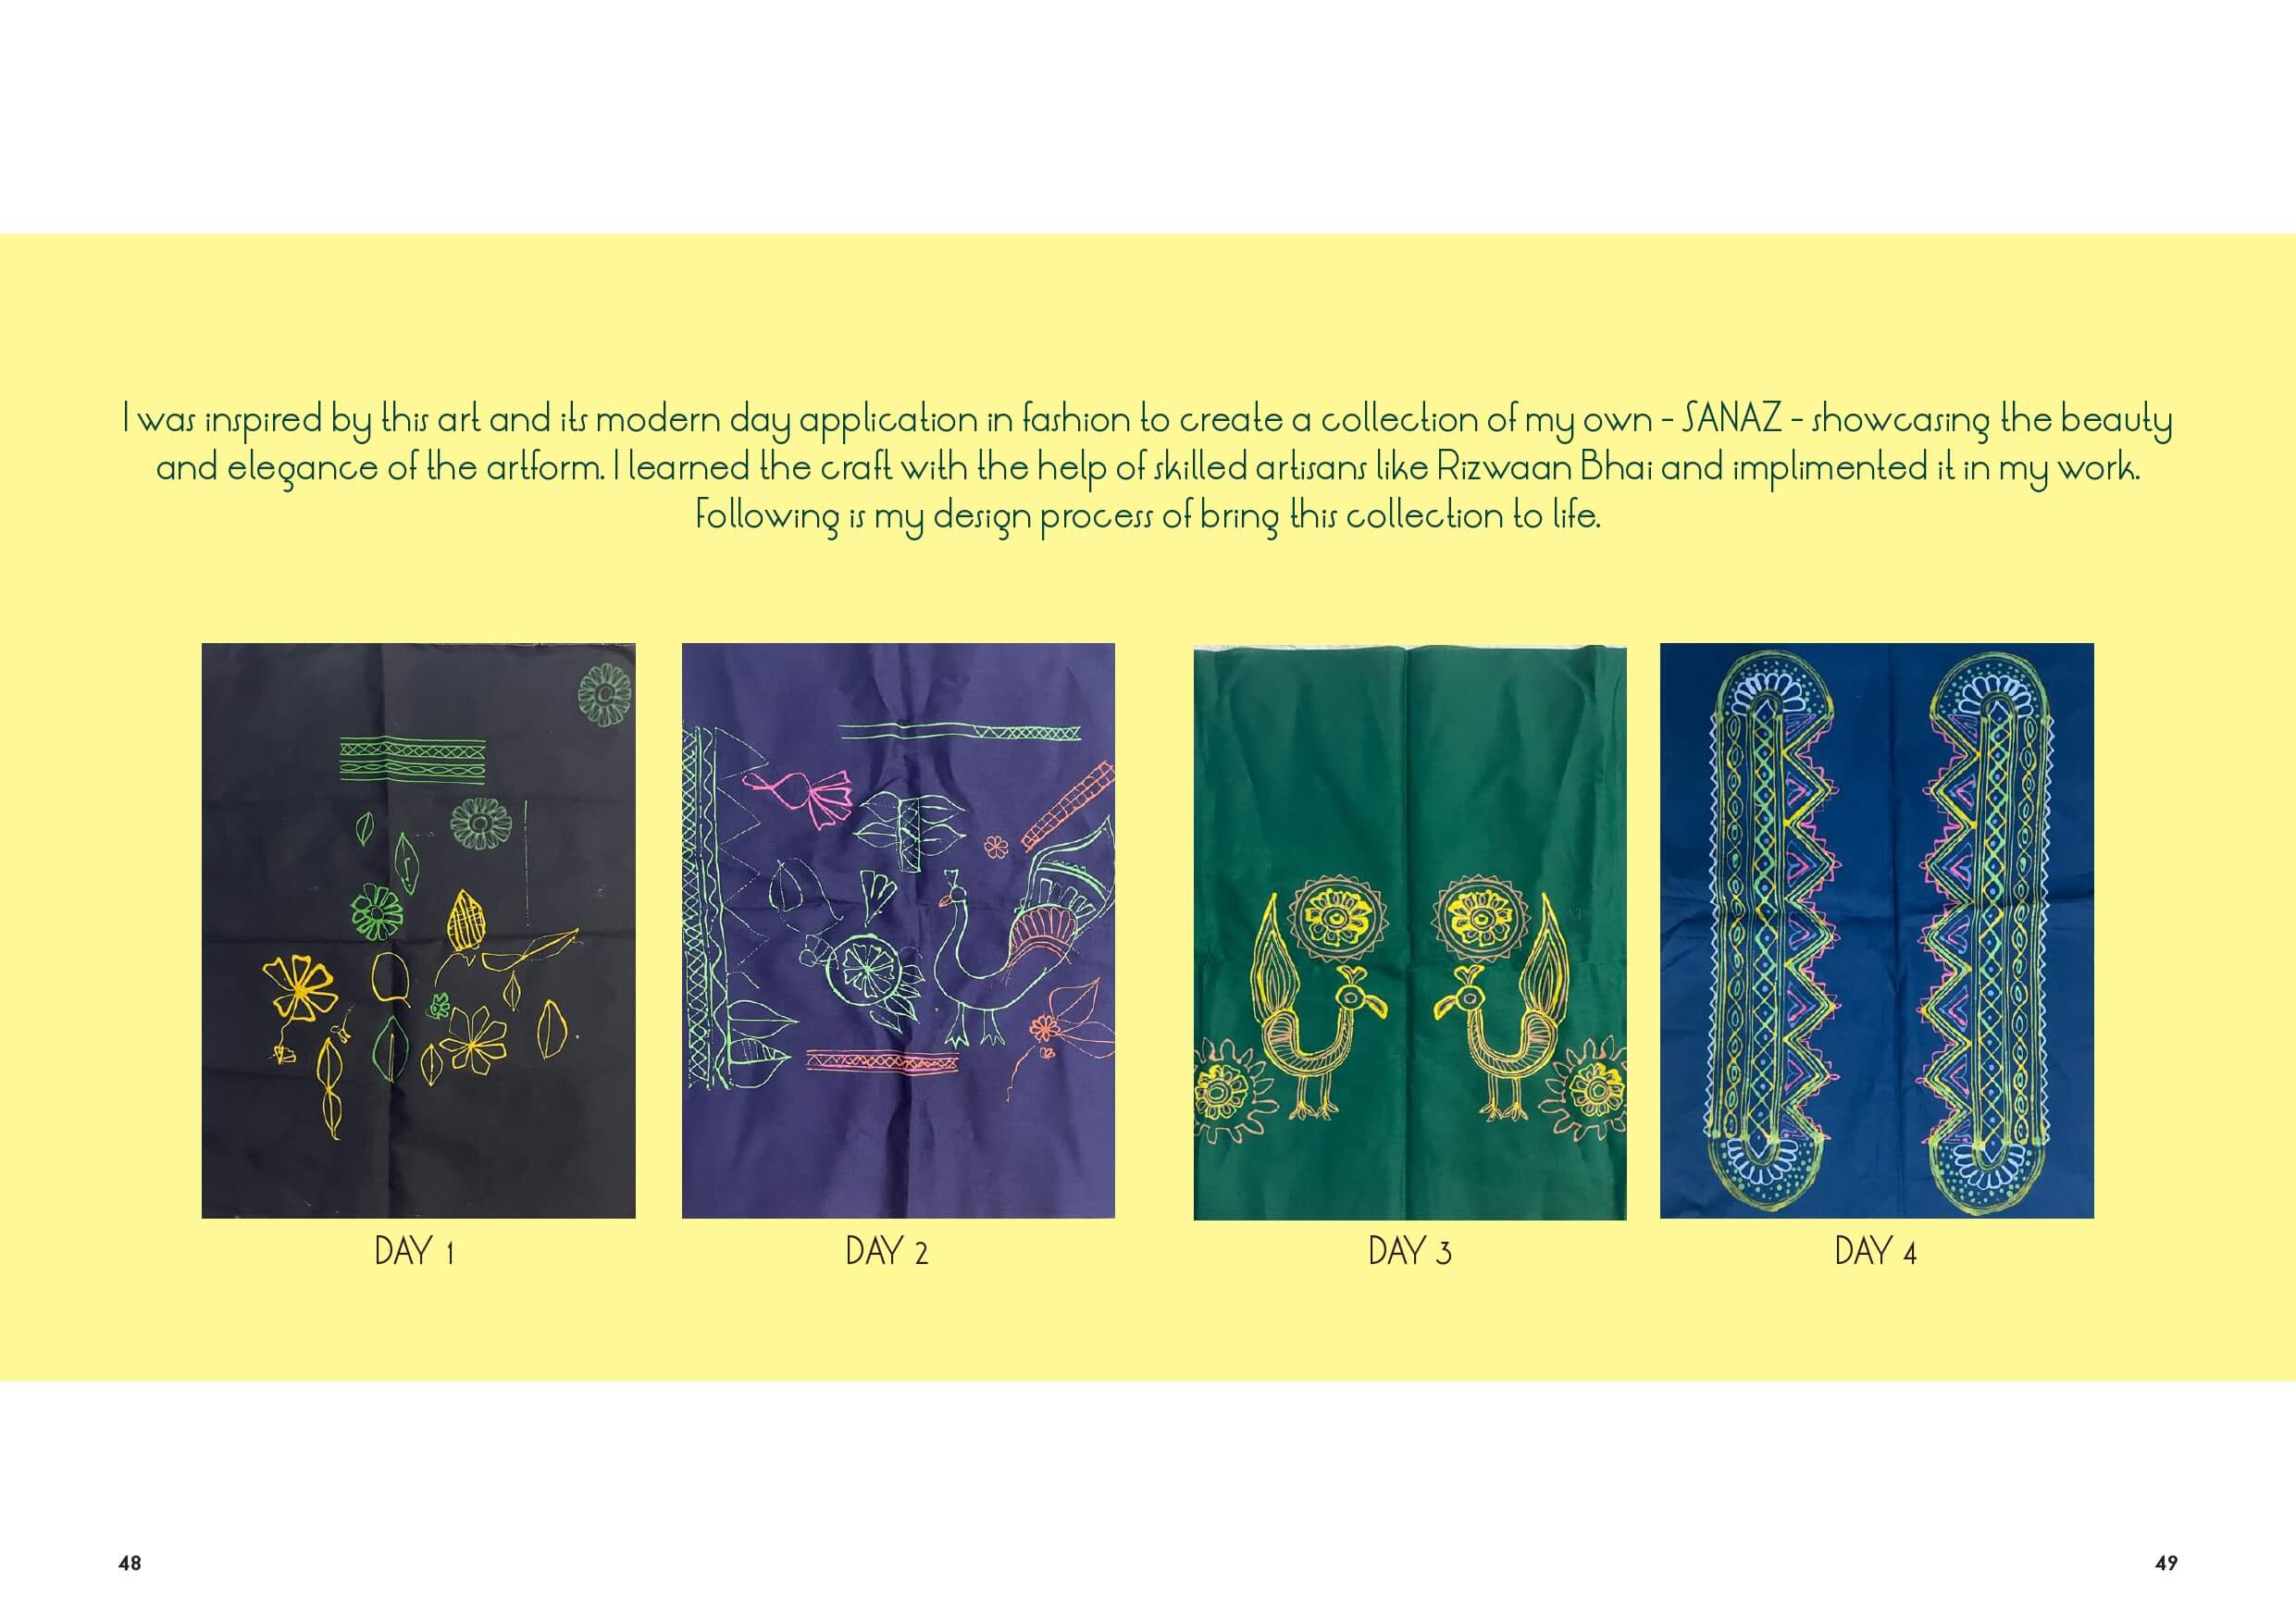 I was inspired by this art and its modern day application in fashion to create a collection of my own - SANAZ - showcasing the beauty
and elegance of the artform. I learned the craft with the help of skilled artisans like Rizwaan Bhai and implimented it in my work.
Following is my design process of bring this collection to life.
DAY 1
DAY 2
DAY 3
DAY 4
48
49